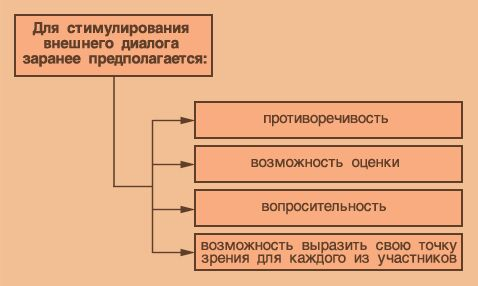 Для стимулирования
внешнего диалога
заранее предполагается:
противоречивость
возможность оценки
вопросительность
возможность выразить свою точку
зрения для каждого из участников